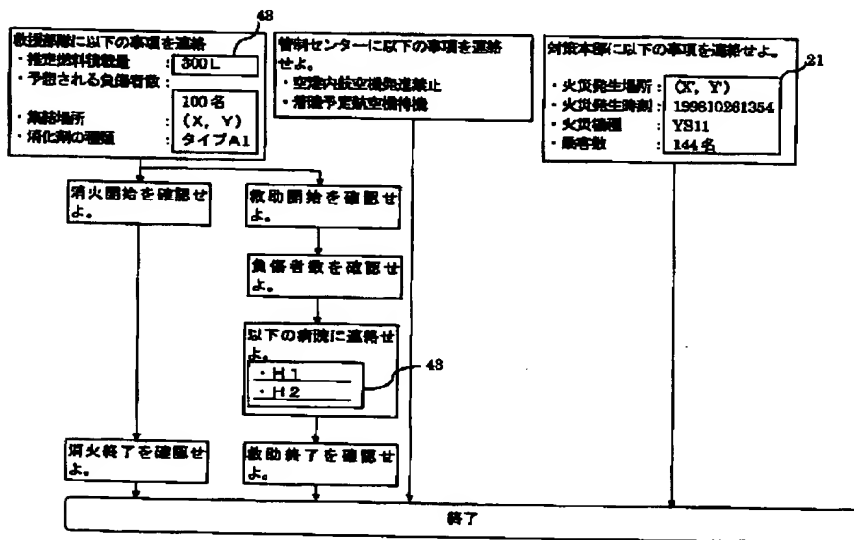 43
救援部隊に以下の事項を連絡
・推定燃料積載量 : 300L
・予想される負傷者数 :
100名
・集結場所 : (X, Y)
・消化剤の種類 : タイプA1
管制センターに以下の事項を連絡
せよ。
・空港内航空機発進禁止
・着陸予定航空機待機
対策本部に以下の事項を連絡せよ。
21
・火災発生場所 : (X, Y)
・火災発生時刻 : 199810261354
・火災機種 : YS11
・乗客数 : 144名
消火開始を確認せ
よ。
救助開始を確認せ
よ。
負傷者数を確認せ
よ。
以下の病院に連絡せ
よ。
・H1
・H2
43
消火終了を確認せ
よ。
救助終了を確認せ
よ。
終了